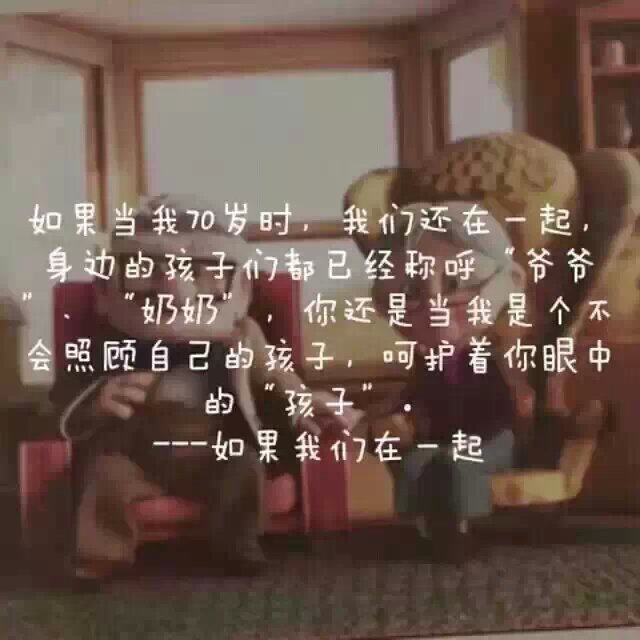 如果当我70岁时，我们还在一起，
身边的孩子们都已经称呼“爷爷
”、“奶奶”，你还是当我是个不
会照顾自己的孩子，呵护着你眼中
的“孩子”.
---如果我们在一起